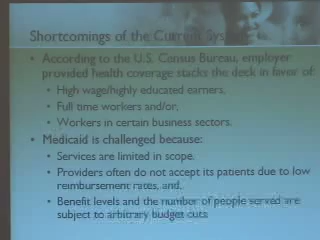 Shortcomings of the Current System
According to the U.S. Census Bureau, employer
provided health coverage stacks the deck in favor of:
High wage/highly educated earners,
Full time workers and/or,
Workers in certain business sectors.
Medicaid is challenged because:
Services are limited in scope,
Providers often do not accept its patients due to low
reimbursement rates, and,
Benefit levels and the number of people served are
subject to arbitrary budget cuts